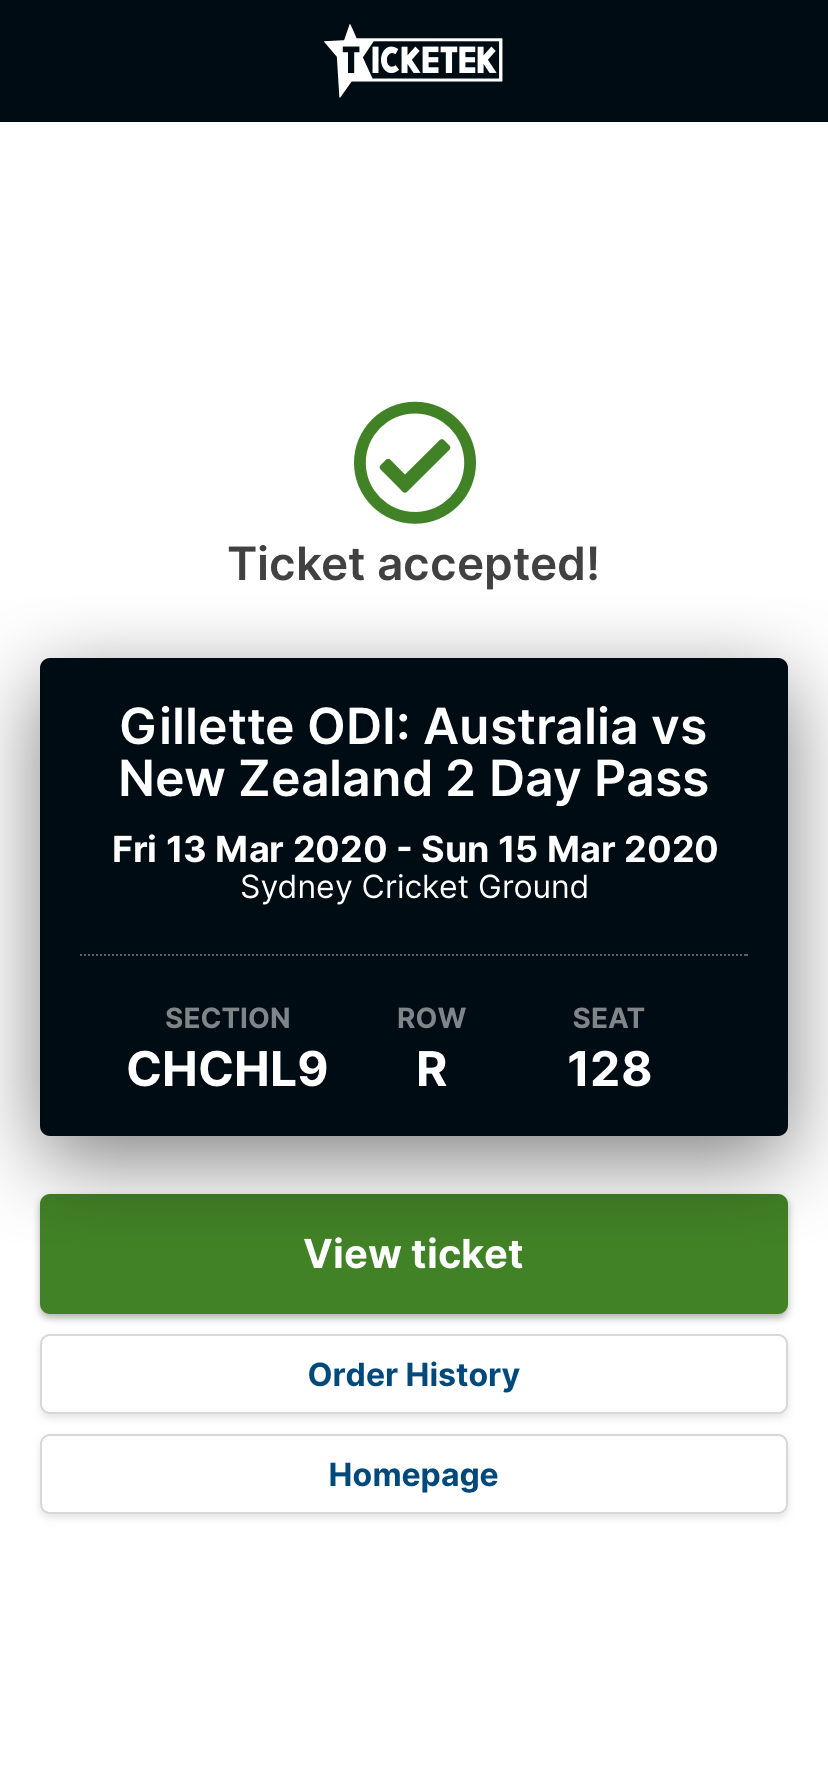 TICKETEK
Ticket accepted!
Gillette ODI: Australia vs
New Zealand 2 Day Pass
Fri 13 Mar 2020 - Sun 15 Mar 2020
Sydney Cricket Ground
SECTION ROW SEAT
CHCHL9 R 128
View ticket
Order History
Homepage